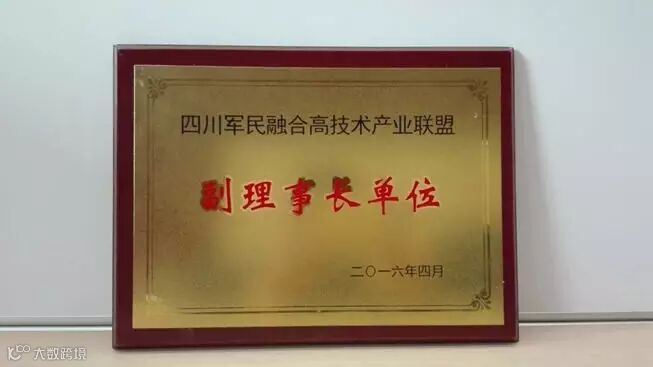 四川军民融合高技术产业联盟
副理事长单位
二〇一六年四月
大数跨境